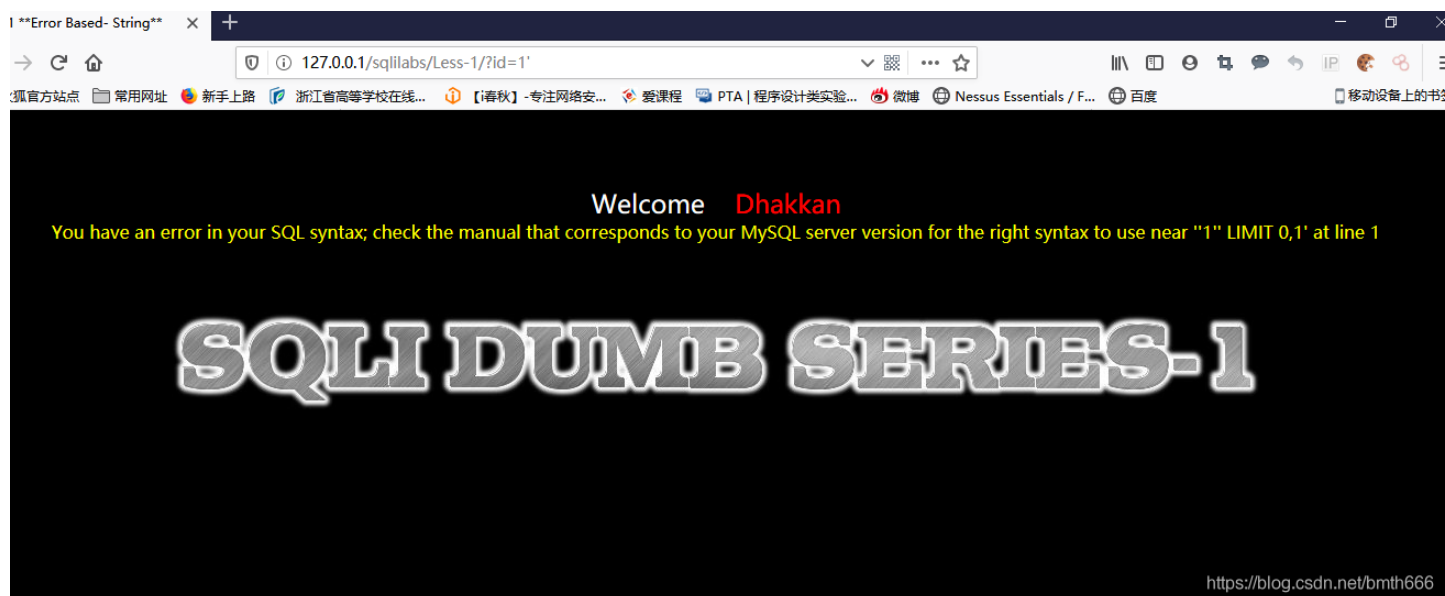 **Error Based- String**
127.0.0.1/sqlilabs/Less-1/?id=1'
狐官方站点 常用网址 新手上路 浙江省高等学校在线... 【i春秋】-专注网络安... 爱课程 PTA | 程序设计类实验... 微博 Nessus Essentials / F... 百度 移动设备上的书签
Welcome Dhakkan
You have an error in your SQL syntax; check the manual that corresponds to your MySQL server version for the right syntax to use near ''1'' LIMIT 0,1' at line 1
SQLI DUMB SERIES-1
https://blog.csdn.net/bmth666